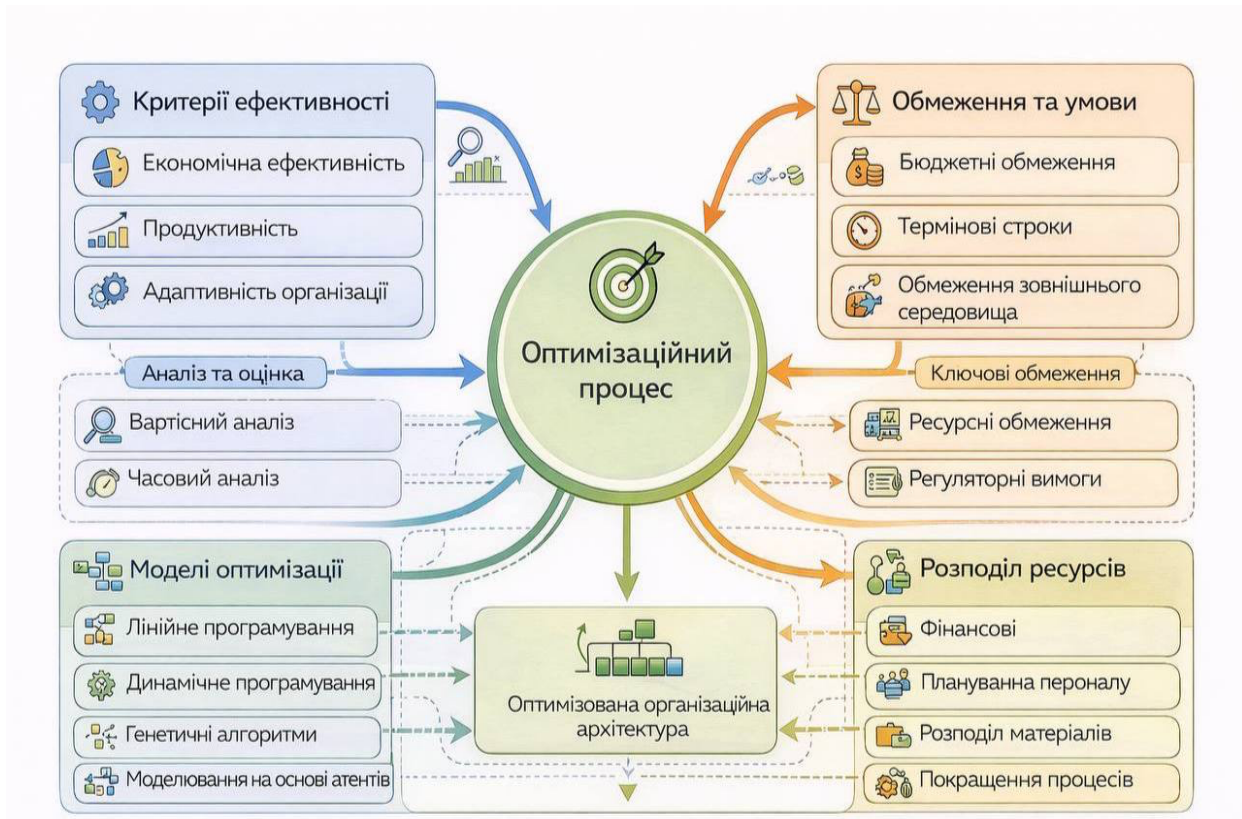 Критерії ефективності
Економічна ефективність
Продуктивність
Адаптивність організації
Аналіз та оцінка
Вартісний аналіз
Часовий аналіз
Обмеження та умови
Бюджетні обмеження
Термінові строки
Обмеження зовнішнього
середовища
Ключові обмеження
Ресурсні обмеження
Регуляторні вимоги
Оптимізаційний
процес
Моделі оптимізації
Лінійне програмування
Динамічне програмування
Генетичні алгоритми
Моделювання на основі атентів
Оптимізована організаційна
архітектура
Розподіл ресурсів
Фінансові
Плануванна пероналу
Розподіл матеріалів
Покращення процесів